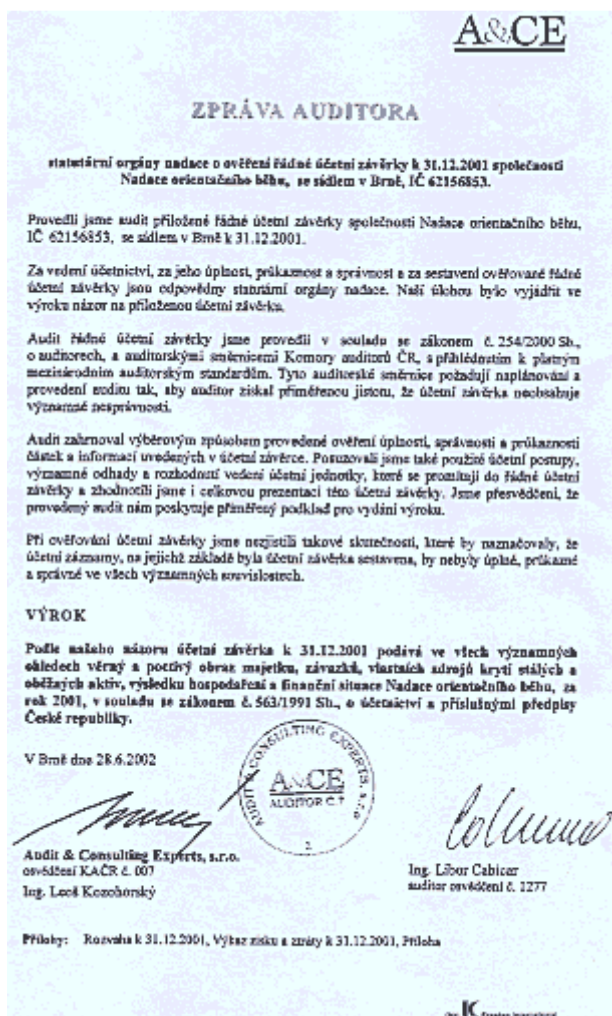 A&CE
ZPRÁVA AUDITORA
statutární orgány nadace o ověření řádné účetní závěrky k 31.12.2001 společnosti
Nadace orientačního běhu, se sídlem v Brně, IČ 62156853.
Provedli jsme audit přiložené řádné účetní závěrky společnosti Nadace orientačního běhu,
IČ 62156853, se sídlem v Brně k 31.12.2001.
Za vedení účetnictví, za jeho úplnost, průkaznost a správnost a za sestavení ověřované řádné
účetní závěrky jsou odpovědny statutární orgány nadace. Naší úlohou bylo vyjádřit ve
výroku názor na přiloženou účetní závěrku.
Audit řádné účetní závěrky jsme provedli v souladu se zákonem č. 254/2000 Sb.,
o auditorech, a auditorskými směrnicemi Komory auditorů ČR, s přihlédnutím k platným
mezinárodním auditorským standardům. Tyto auditorské směrnice požadují naplánování a
provedení auditu tak, aby auditor získal přiměřenou jistotu, že účetní závěrka neobsahuje
významné nesprávnosti.
Audit zahrnoval výběrovým způsobem provedené ověření úplnosti, správnosti a průkaznosti
částek a informací uvedených v účetní závěrce. Posuzovali jsme také použité účetní postupy,
významné odhady a rozhodnutí vedení účetní jednotky, které se promítají do řádné účetní
závěrky a zhodnotili jsme i celkovou prezentaci této účetní závěrky. Jsme přesvědčeni, že
provedený audit nám poskytuje přiměřený podklad pro vydání výroku.
Při ověřování účetní závěrky jsme nezjistili takové skutečnosti, které by naznačovaly, že
účetní záznamy, na jejichž základě byla účetní závěrka sestavena, by nebyly úplné, průkazné
a správné ve všech významných souvislostech.
VÝROK
Podle našeho názoru účetní závěrka k 31.12.2001 podává ve všech významných
ohledech věrný a poctivý obraz majetku, závazků, vlastních zdrojů krytí stálých a
oběžných aktiv, výsledku hospodaření a finanční situace Nadace orientačního běhu, za
rok 2001, v souladu se zákonem č. 563/1991 Sb., o účetnictví a příslušnými předpisy
České republiky.
V Brně dne 28.6.2002
AUDIT & CONSULTING EXPERTS, s.r.o.
A&CE
AUDITOR Č.7
2
Audit & Consulting Experts, s.r.o.
osvědčení KAČR č. 007
Ing. Leoš Kozohorský
Ing. Libor Cabicar
auditor osvědčení č. 1277
Přílohy: Rozvaha k 31.12.2001, Výkaz zisku a ztráty k 31.12.2001, Příloha